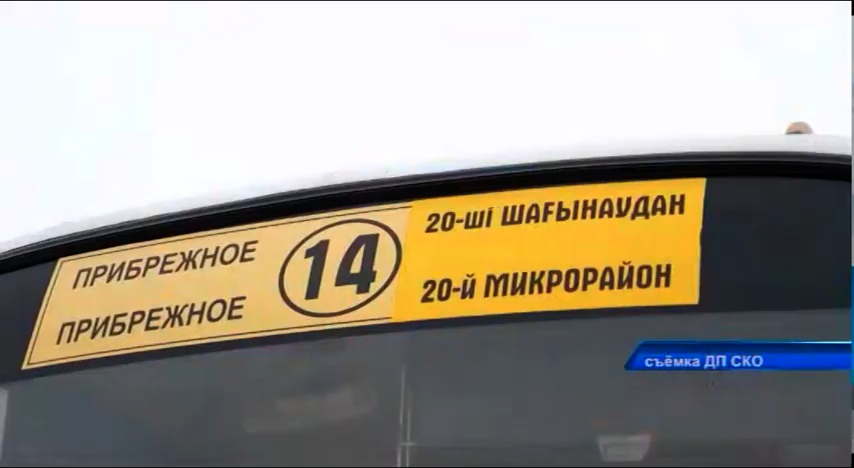 ПРИБРЕЖНОЕ
ПРИБРЕЖНОЕ
14
20-ші ШАҒЫНАУДАН
20-й МИКРОРАЙОН
съёмка ДП СКО